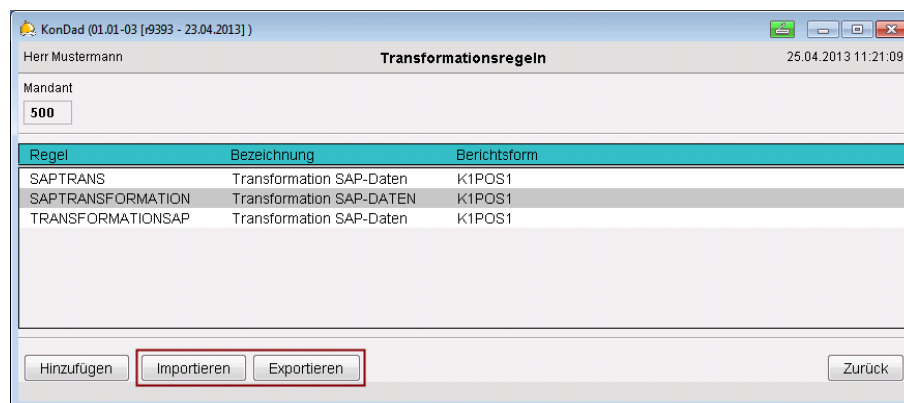 KonDad (01.01-03 [r9393 - 23.04.2013] )
Herr Mustermann Transformationsregeln 25.04.2013 11:21:09
Mandant
500
Regel Bezeichnung Berichtsform
SAPTRANS Transformation SAP-Daten K1POS1
SAPTRANSFORMATION Transformation SAP-DATEN K1POS1
TRANSFORMATIONSAP Transformation SAP-Daten K1POS1
Hinzufügen Importieren Exportieren Zurück